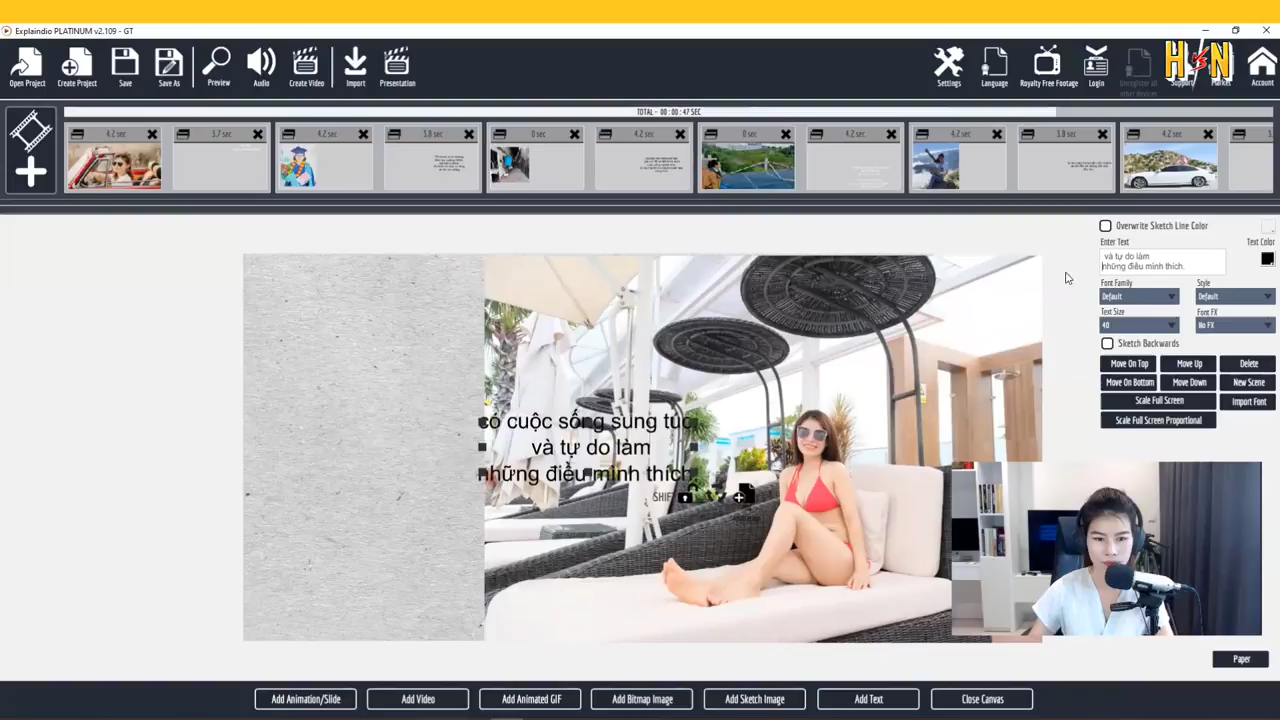 Explaindio PLATINUM v2.109 - GT
Open Project
Create Project
Save
Save As
Preview
Audio
Create Video
Import
Presentation
Settings
Language
Royalty Free Footage
Login
Unregister all
other devices
Support
Market
Account
HSN
TOTAL - 00:00:47 SEC
4.2 sec
3.7 sec
4.2 sec
3.8 sec
0 sec
4.2 sec
0 sec
4.2 sec
4.2 sec
3.8 sec
4.2 sec
Overwrite Sketch Line Color
Enter Text
Text Color
và tự do làm
những điều mình thích.
Font Family
Style
Default
Default
Text Size
Font FX
40
No FX
Sketch Backwards
Move On Top
Move Up
Delete
Move On Bottom
Move Down
New Scene
Scale Full Screen
Import Font
Scale Full Screen Proportional
có cuộc sống sung túc
và tự do làm
những điều mình thích.
SHIFT
Paper
Add Animation/Slide
Add Video
Add Animated GIF
Add Bitmap Image
Add Sketch Image
Add Text
Close Canvas